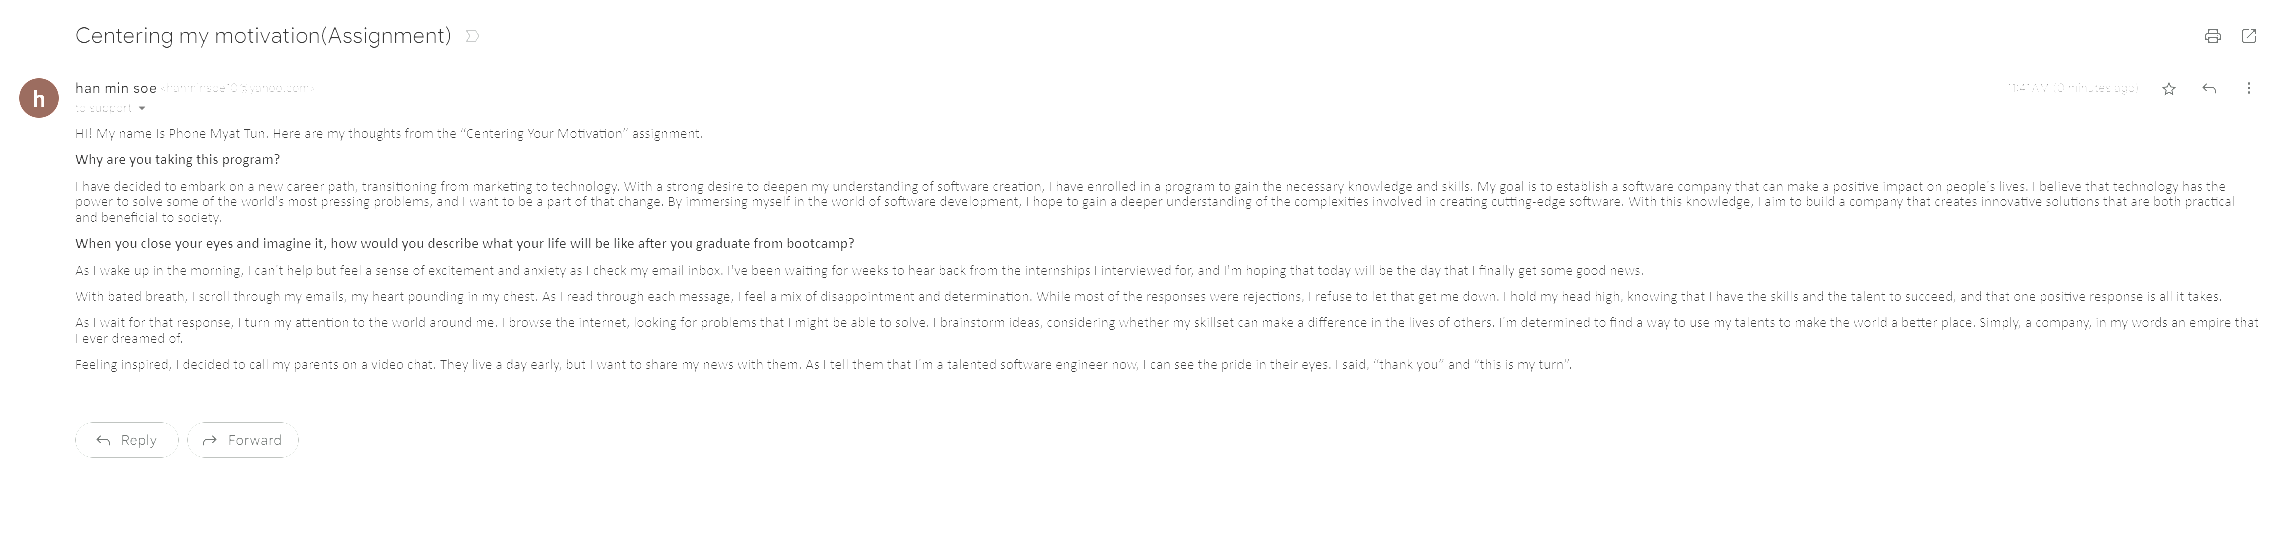 Centering my motivation(Assignment)
han min soe
to support
HI! My name Is Phone Myat Tun. Here are my thoughts from the “Centering Your Motivation” assignment.
Why are you taking this program?
I have decided to embark on a new career path, transitioning from marketing to technology. With a strong desire to deepen my understanding of software creation, I have enrolled in a program to gain the necessary knowledge and skills. My goal is to establish a software company that can make a positive impact on people's lives. I believe that technology has the
power to solve some of the world's most pressing problems, and I want to be a part of that change. By immersing myself in the world of software development, I hope to gain a deeper understanding of the complexities involved in creating cutting-edge software. With this knowledge, I aim to build a company that creates innovative solutions that are both practical
and beneficial to society.
When you close your eyes and imagine it, how would you describe what your life will be like after you graduate from bootcamp?
As I wake up in the morning, I can't help but feel a sense of excitement and anxiety as I check my email inbox. I've been waiting for weeks to hear back from the internships I interviewed for, and I'm hoping that today will be the day that I finally get some good news.
With bated breath, I scroll through my emails, my heart pounding in my chest. As I read through each message, I feel a mix of disappointment and determination. While most of the responses were rejections, I refuse to let that get me down. I hold my head high, knowing that I have the skills and the talent to succeed, and that one positive response is all it takes.
As I wait for that response, I turn my attention to the world around me. I browse the internet, looking for problems that I might be able to solve. I brainstorm ideas, considering whether my skillset can make a difference in the lives of others. I'm determined to find a way to use my talents to make the world a better place. Simply, a company, in my words an empire that
I ever dreamed of.
Feeling inspired, I decided to call my parents on a video chat. They live a day early, but I want to share my news with them. As I tell them that I'm a talented software engineer now, I can see the pride in their eyes. I said, “thank you” and “this is my turn”.
Reply Forward